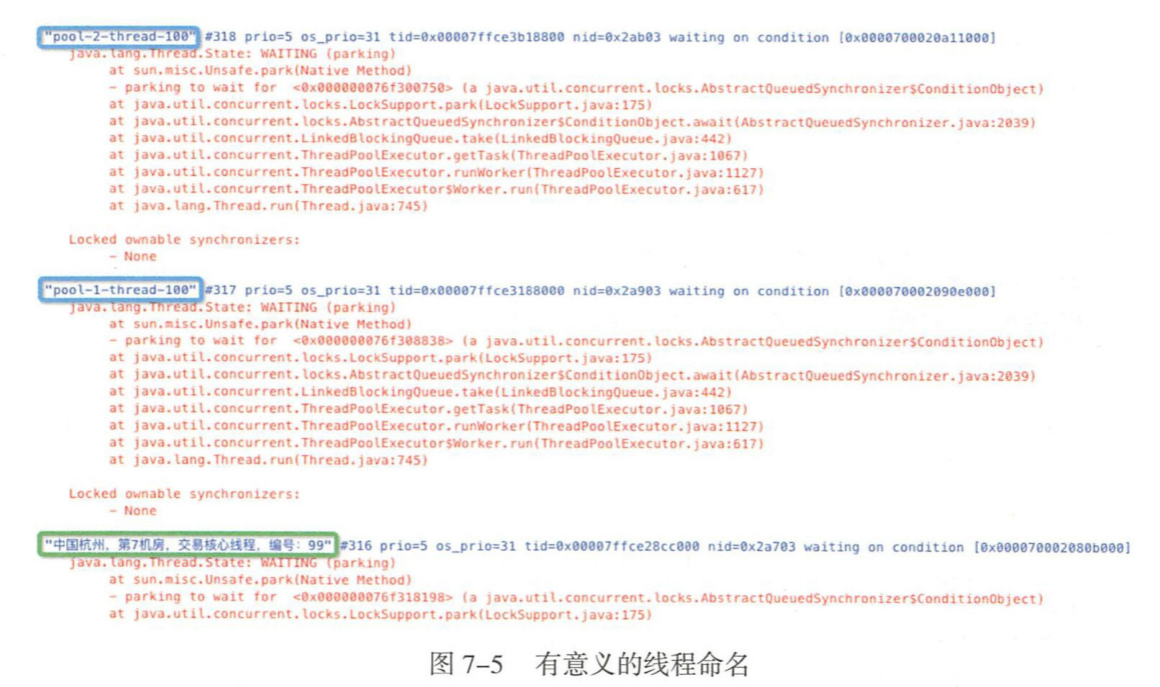 "pool-2-thread-100" #318 prio=5 os_prio=31 tid=0x00007ffce3b18800 nid=0x2ab03 waiting on condition [0x0000700020a11000]
java.lang.Thread.State: WAITING (parking)
at sun.misc.Unsafe.park(Native Method)
- parking to wait for <0x000000076f300750> (a java.util.concurrent.locks.AbstractQueuedSynchronizer$ConditionObject)
at java.util.concurrent.locks.LockSupport.park(LockSupport.java:175)
at java.util.concurrent.locks.AbstractQueuedSynchronizer$ConditionObject.await(AbstractQueuedSynchronizer.java:2039)
at java.util.concurrent.LinkedBlockingQueue.take(LinkedBlockingQueue.java:442)
at java.util.concurrent.ThreadPoolExecutor.getTask(ThreadPoolExecutor.java:1067)
at java.util.concurrent.ThreadPoolExecutor.runWorker(ThreadPoolExecutor.java:1127)
at java.util.concurrent.ThreadPoolExecutor$Worker.run(ThreadPoolExecutor.java:617)
at java.lang.Thread.run(Thread.java:745)
Locked ownable synchronizers:
- None
"pool-1-thread-100" #317 prio=5 os_prio=31 tid=0x00007ffce3188000 nid=0x2a903 waiting on condition [0x000070002090e000]
java.lang.Thread.State: WAITING (parking)
at sun.misc.Unsafe.park(Native Method)
- parking to wait for <0x000000076f308838> (a java.util.concurrent.locks.AbstractQueuedSynchronizer$ConditionObject)
at java.util.concurrent.locks.LockSupport.park(LockSupport.java:175)
at java.util.concurrent.locks.AbstractQueuedSynchronizer$ConditionObject.await(AbstractQueuedSynchronizer.java:2039)
at java.util.concurrent.LinkedBlockingQueue.take(LinkedBlockingQueue.java:442)
at java.util.concurrent.ThreadPoolExecutor.getTask(ThreadPoolExecutor.java:1067)
at java.util.concurrent.ThreadPoolExecutor.runWorker(ThreadPoolExecutor.java:1127)
at java.util.concurrent.ThreadPoolExecutor$Worker.run(ThreadPoolExecutor.java:617)
at java.lang.Thread.run(Thread.java:745)
Locked ownable synchronizers:
- None
"中国杭州，第7机房，交易核心线程，编号：99" #316 prio=5 os_prio=31 tid=0x00007ffce28cc000 nid=0x2a703 waiting on condition [0x000070002080b000]
java.lang.Thread.State: WAITING (parking)
at sun.misc.Unsafe.park(Native Method)
- parking to wait for <0x000000076f318198> (a java.util.concurrent.locks.AbstractQueuedSynchronizer$ConditionObject)
at java.util.concurrent.locks.LockSupport.park(LockSupport.java:175)
图 7-5 有意义的线程命名